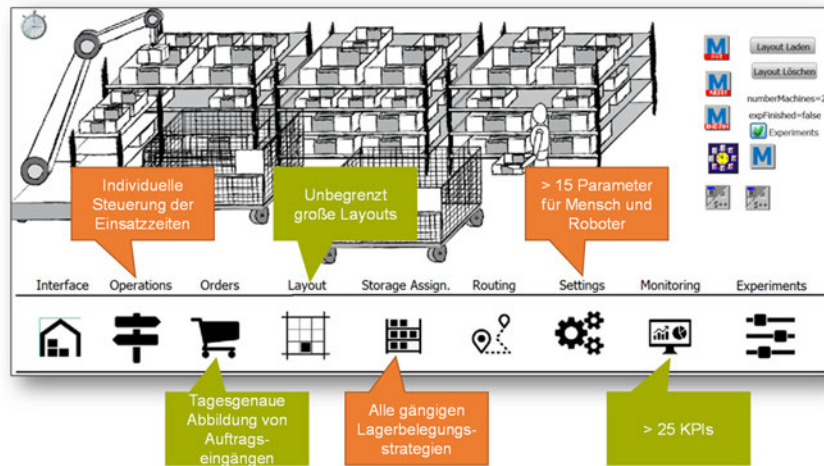 Layout Laden
Layout Löschen
numberMachines=2
expFinished=false
Experiments
Individuelle
Steuerung der
Einsatzzeiten
Unbegrenzt
große Layouts
> 15 Parameter
für Mensch und
Roboter
Interface
Operations
Orders
Layout
Storage Assign.
Routing
Settings
Monitoring
Experiments
Tagesgenaue
Abbildung von
Auftrags-
eingängen
Alle gängigen
Lagerbelegungs-
strategien
> 25 KPIs